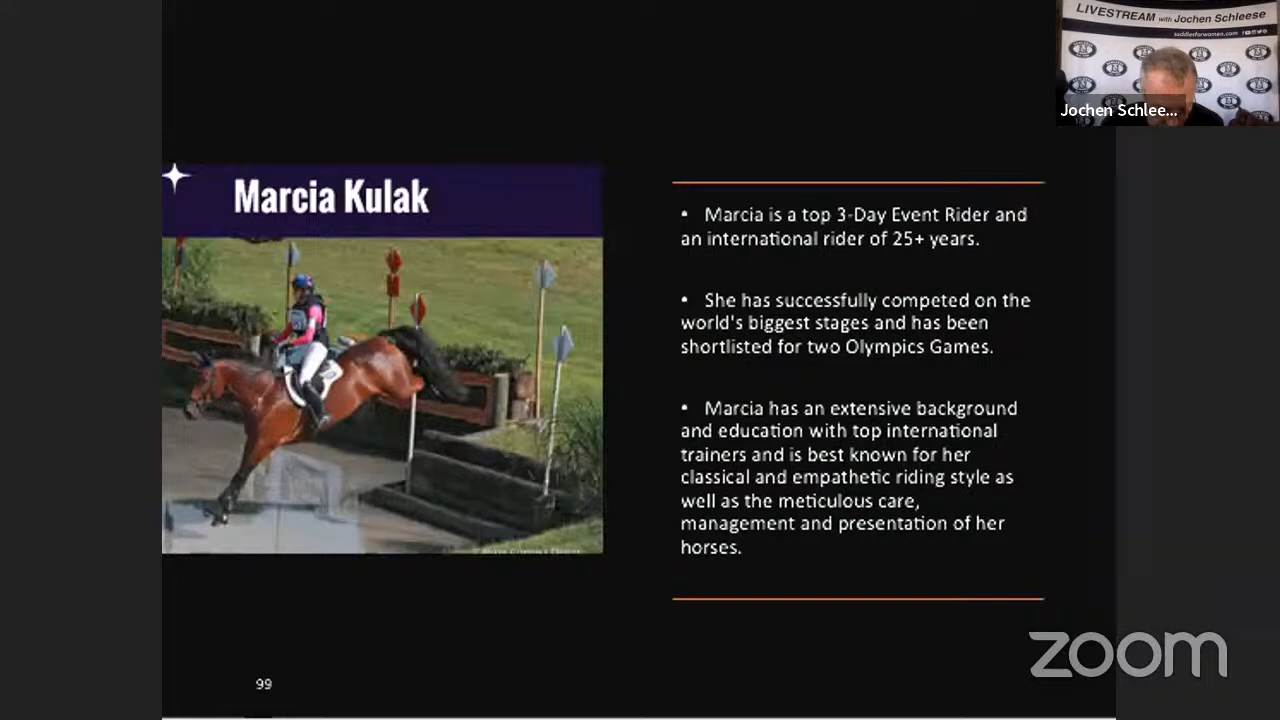 LIVESTREAM with Jochen Schleese
saddlesforwomen.com
Jochen Schlee...
Marcia Kulak
• Marcia is a top 3-Day Event Rider and
an international rider of 25+ years.
• She has successfully competed on the
world's biggest stages and has been
shortlisted for two Olympics Games.
• Marcia has an extensive background
and education with top international
trainers and is best known for her
classical and empathetic riding style as
well as the meticulous care,
management and presentation of her
horses.
99
zoom